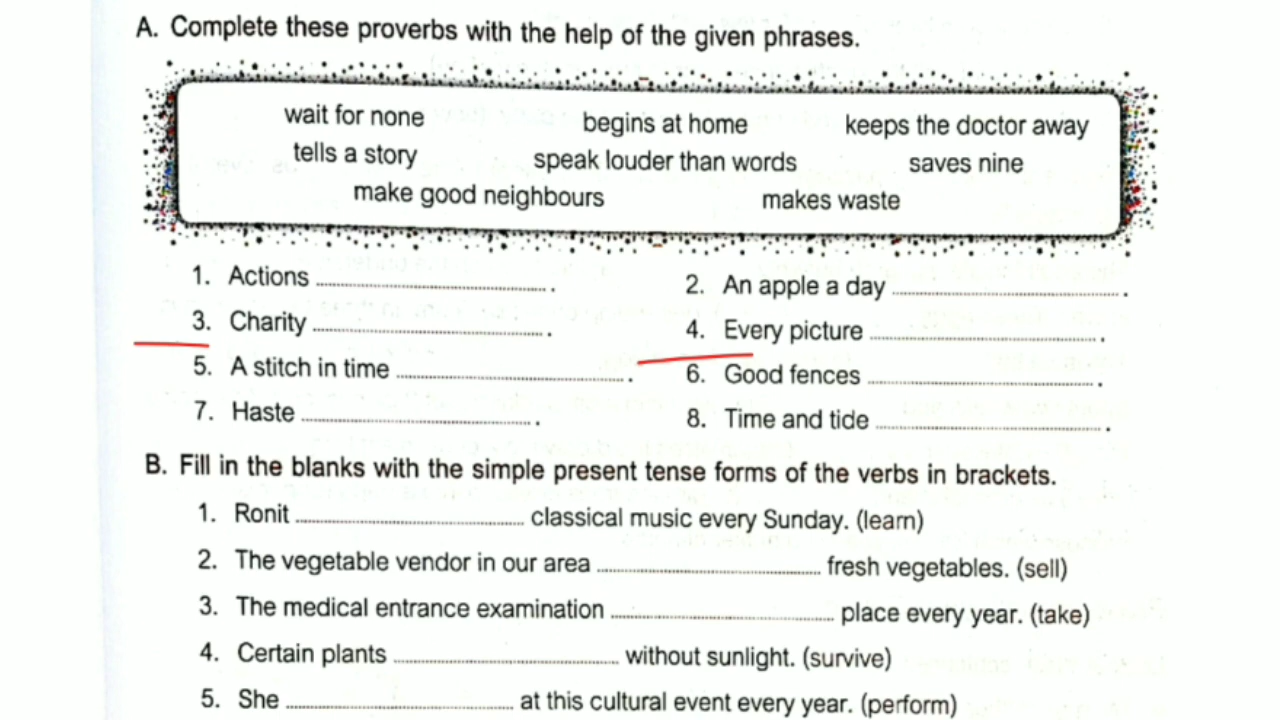 A. Complete these proverbs with the help of the given phrases.
wait for none begins at home keeps the doctor away
tells a story speak louder than words saves nine
make good neighbours makes waste
1. Actions .................... . 2. An apple a day .................... .
3. Charity .................... . 4. Every picture .................... .
5. A stitch in time .................... . 6. Good fences .................... .
7. Haste .................... . 8. Time and tide .................... .
B. Fill in the blanks with the simple present tense forms of the verbs in brackets.
1. Ronit .................... classical music every Sunday. (learn)
2. The vegetable vendor in our area .................... fresh vegetables. (sell)
3. The medical entrance examination .................... place every year. (take)
4. Certain plants .................... without sunlight. (survive)
5. She .................... at this cultural event every year. (perform)